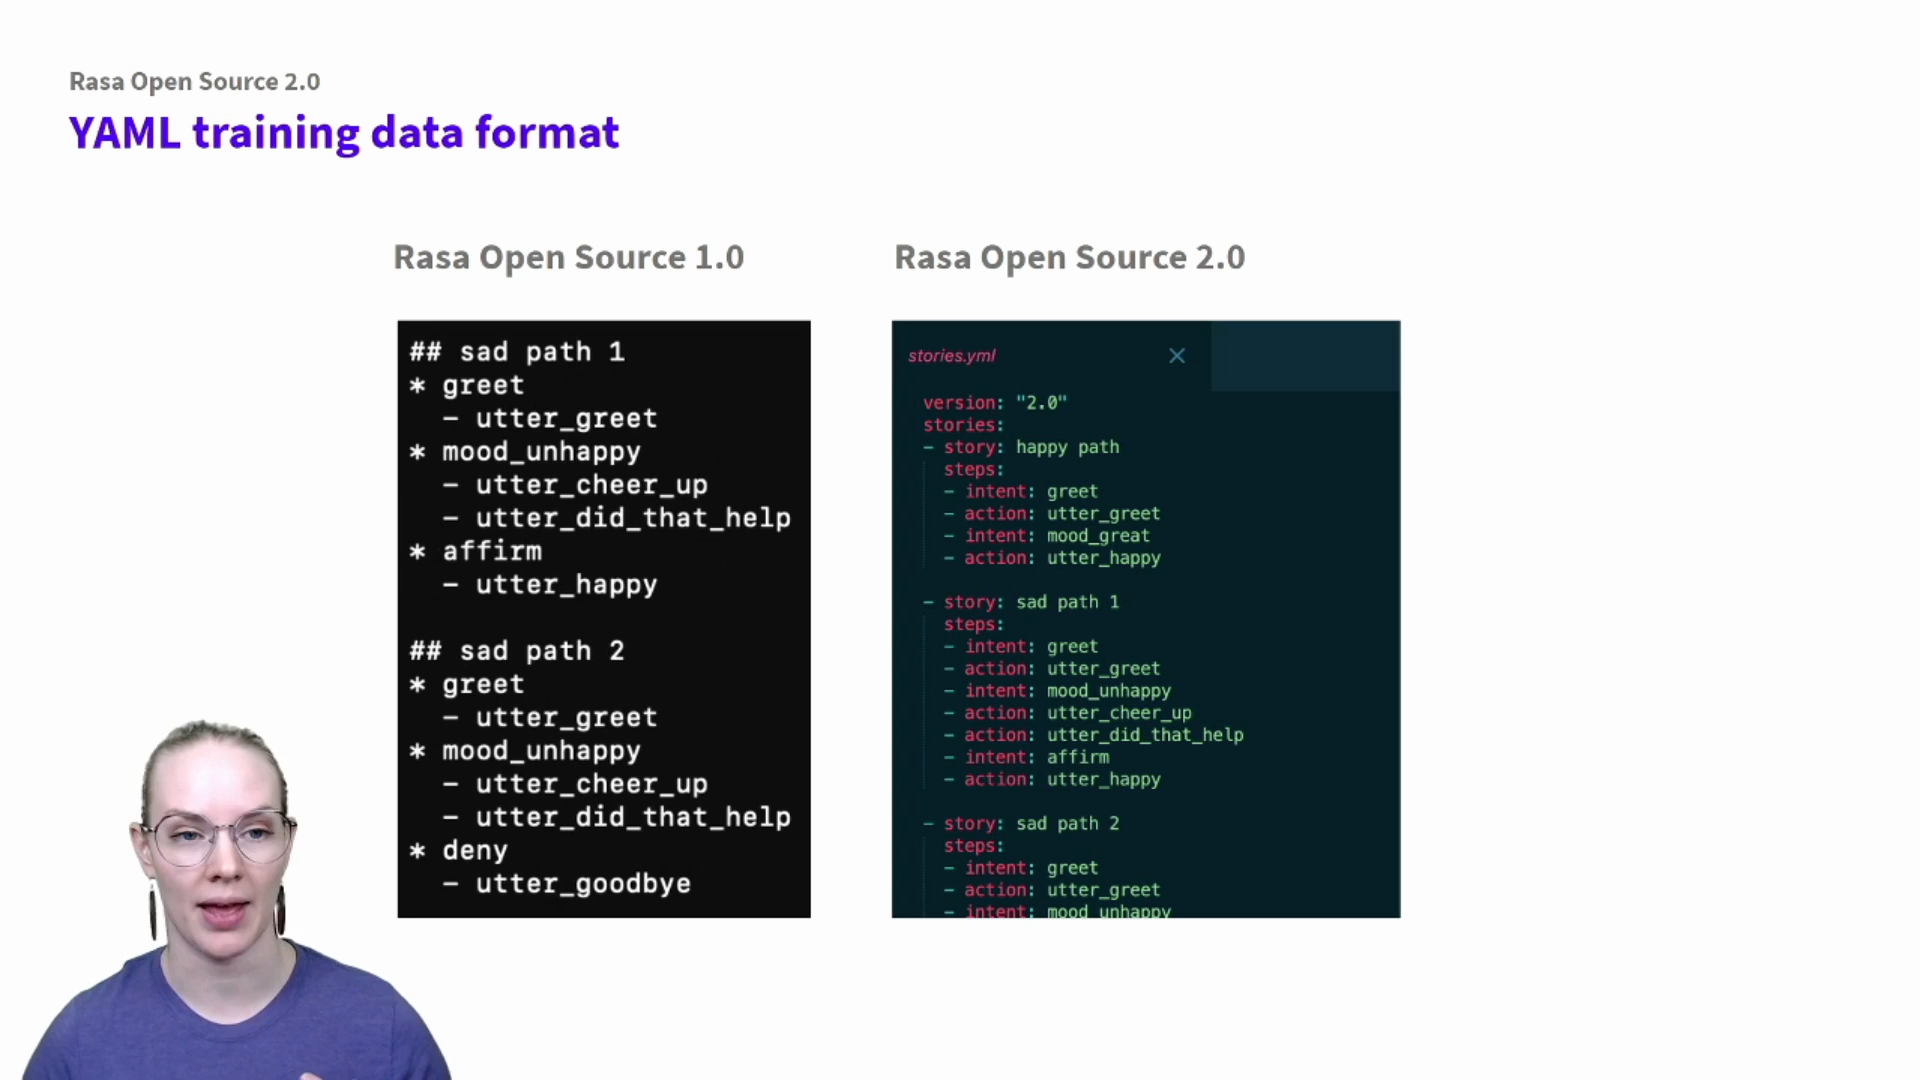 Rasa Open Source 2.0
YAML training data format
Rasa Open Source 1.0
## sad path 1
* greet
  – utter_greet
* mood_unhappy
  – utter_cheer_up
  – utter_did_that_help
* affirm
  – utter_happy
## sad path 2
* greet
  – utter_greet
* mood_unhappy
  – utter_cheer_up
  – utter_did_that_help
* deny
  – utter_goodbye
Rasa Open Source 2.0
stories.yml
version: "2.0"
stories:
– story: happy path
  steps:
  – intent: greet
  – action: utter_greet
  – intent: mood_great
  – action: utter_happy
– story: sad path 1
  steps:
  – intent: greet
  – action: utter_greet
  – intent: mood_unhappy
  – action: utter_cheer_up
  – action: utter_did_that_help
  – intent: affirm
  – action: utter_happy
– story: sad path 2
  steps:
  – intent: greet
  – action: utter_greet
  – intent: mood_unhappy